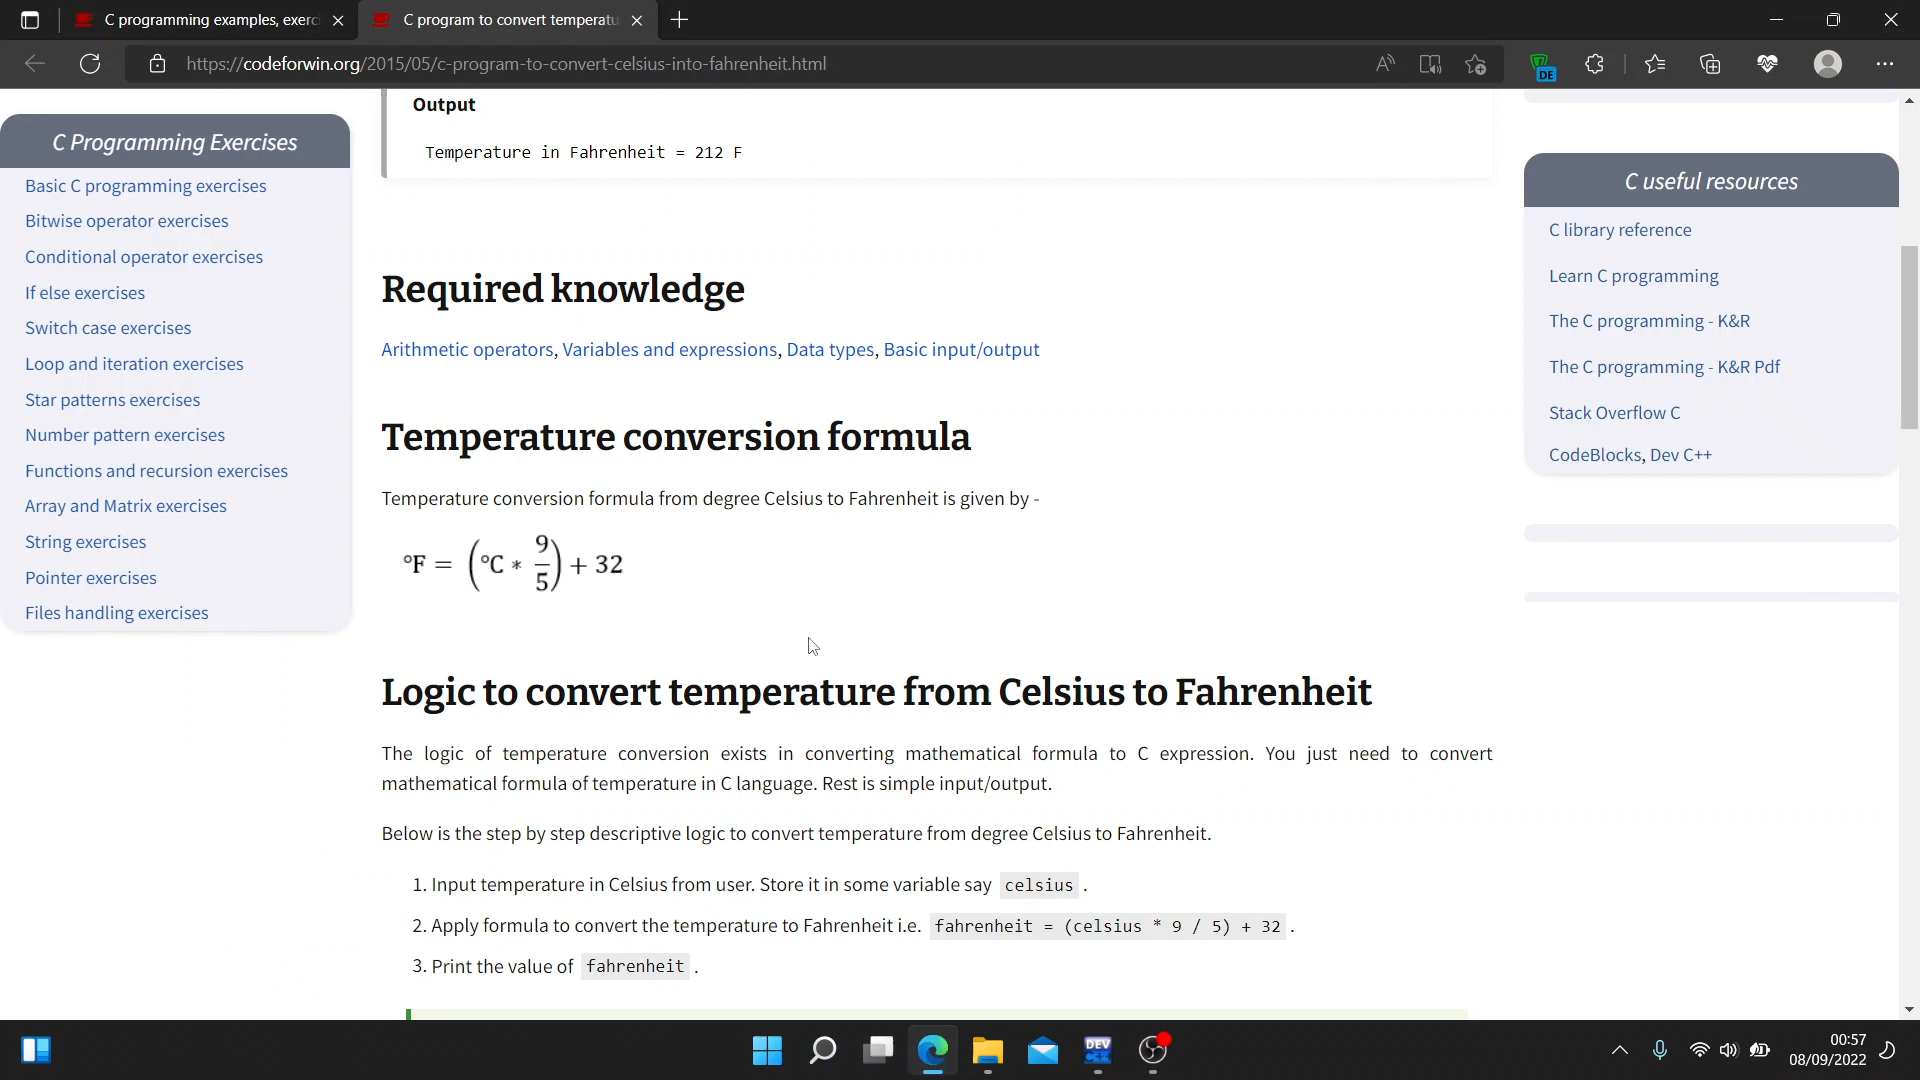 C programming examples, exerci
C program to convert temperatu
https://codeforwin.org/2015/05/c-program-to-convert-celsius-into-fahrenheit.html
DE
C Programming Exercises
Basic C programming exercises
Bitwise operator exercises
Conditional operator exercises
If else exercises
Switch case exercises
Loop and iteration exercises
Star patterns exercises
Number pattern exercises
Functions and recursion exercises
Array and Matrix exercises
String exercises
Pointer exercises
Files handling exercises
Output
Temperature in Fahrenheit = 212 F
Required knowledge
Arithmetic operators, Variables and expressions, Data types, Basic input/output
Temperature conversion formula
Temperature conversion formula from degree Celsius to Fahrenheit is given by -
°F = (°C * 9/5) + 32
Logic to convert temperature from Celsius to Fahrenheit
The logic of temperature conversion exists in converting mathematical formula to C expression. You just need to convert
mathematical formula of temperature in C language. Rest is simple input/output.
Below is the step by step descriptive logic to convert temperature from degree Celsius to Fahrenheit.
1. Input temperature in Celsius from user. Store it in some variable say celsius .
2. Apply formula to convert the temperature to Fahrenheit i.e. fahrenheit = (celsius * 9 / 5) + 32 .
3. Print the value of fahrenheit .
C useful resources
C library reference
Learn C programming
The C programming - K&R
The C programming - K&R Pdf
Stack Overflow C
CodeBlocks, Dev C++
DEV
C++
00:57
08/09/2022